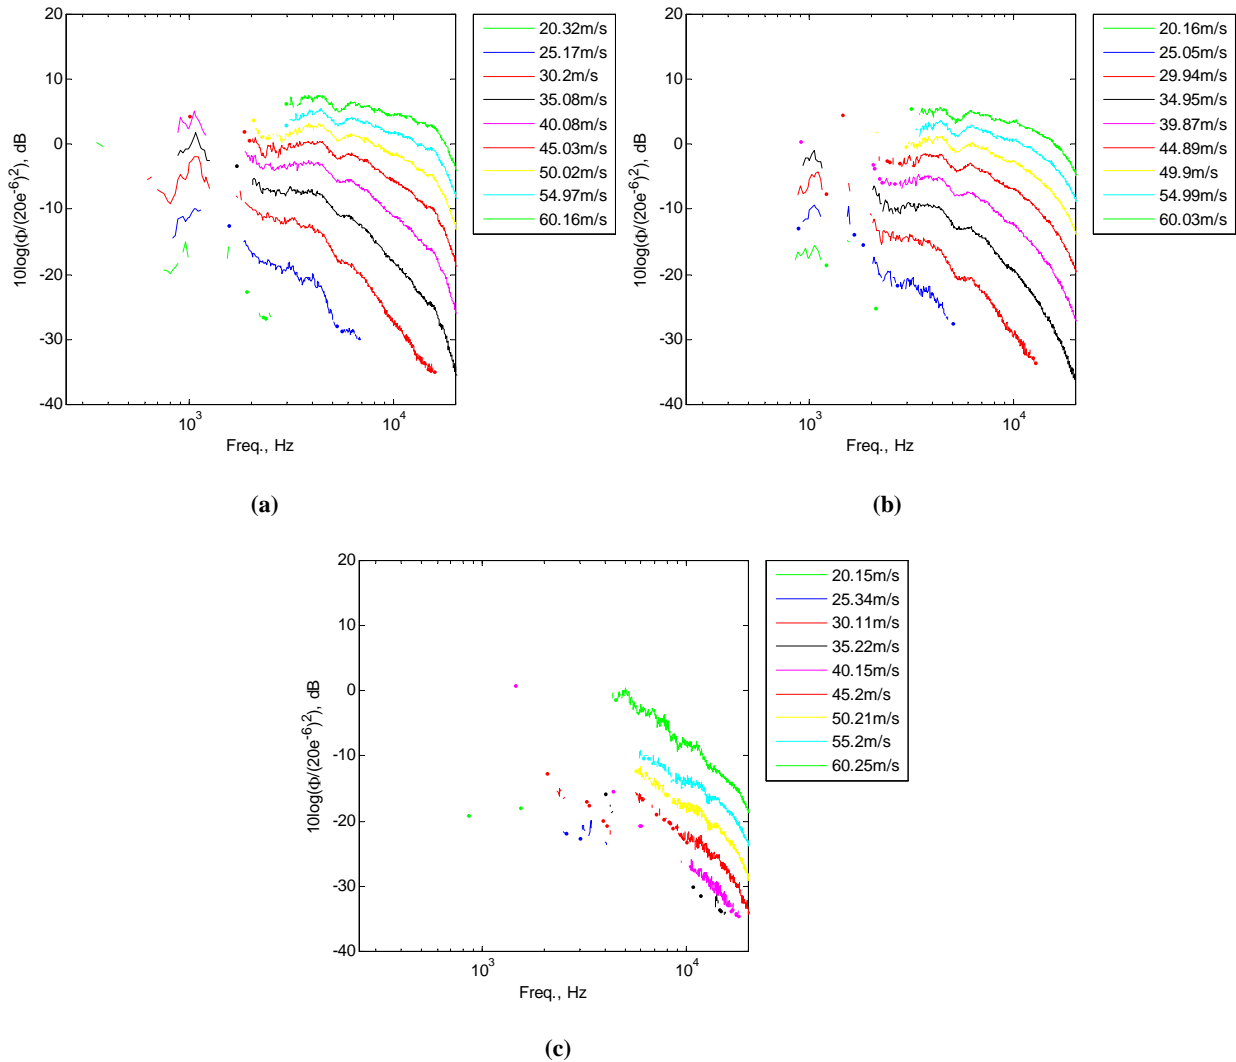 20
10
0
-10
-20
-30
-40
10log(Φ/(20e⁻⁶)²), dB
10³
10⁴
Freq., Hz
20.32m/s
25.17m/s
30.2m/s
35.08m/s
40.08m/s
45.03m/s
50.02m/s
54.97m/s
60.16m/s
(a)
20
10
0
-10
-20
-30
-40
10log(Φ/(20e⁻⁶)²), dB
10³
10⁴
Freq., Hz
20.16m/s
25.05m/s
29.94m/s
34.95m/s
39.87m/s
44.89m/s
49.9m/s
54.99m/s
60.03m/s
(b)
20
10
0
-10
-20
-30
-40
10log(Φ/(20e⁻⁶)²), dB
10³
10⁴
Freq., Hz
20.15m/s
25.34m/s
30.11m/s
35.22m/s
40.15m/s
45.2m/s
50.21m/s
55.2m/s
60.25m/s
(c)